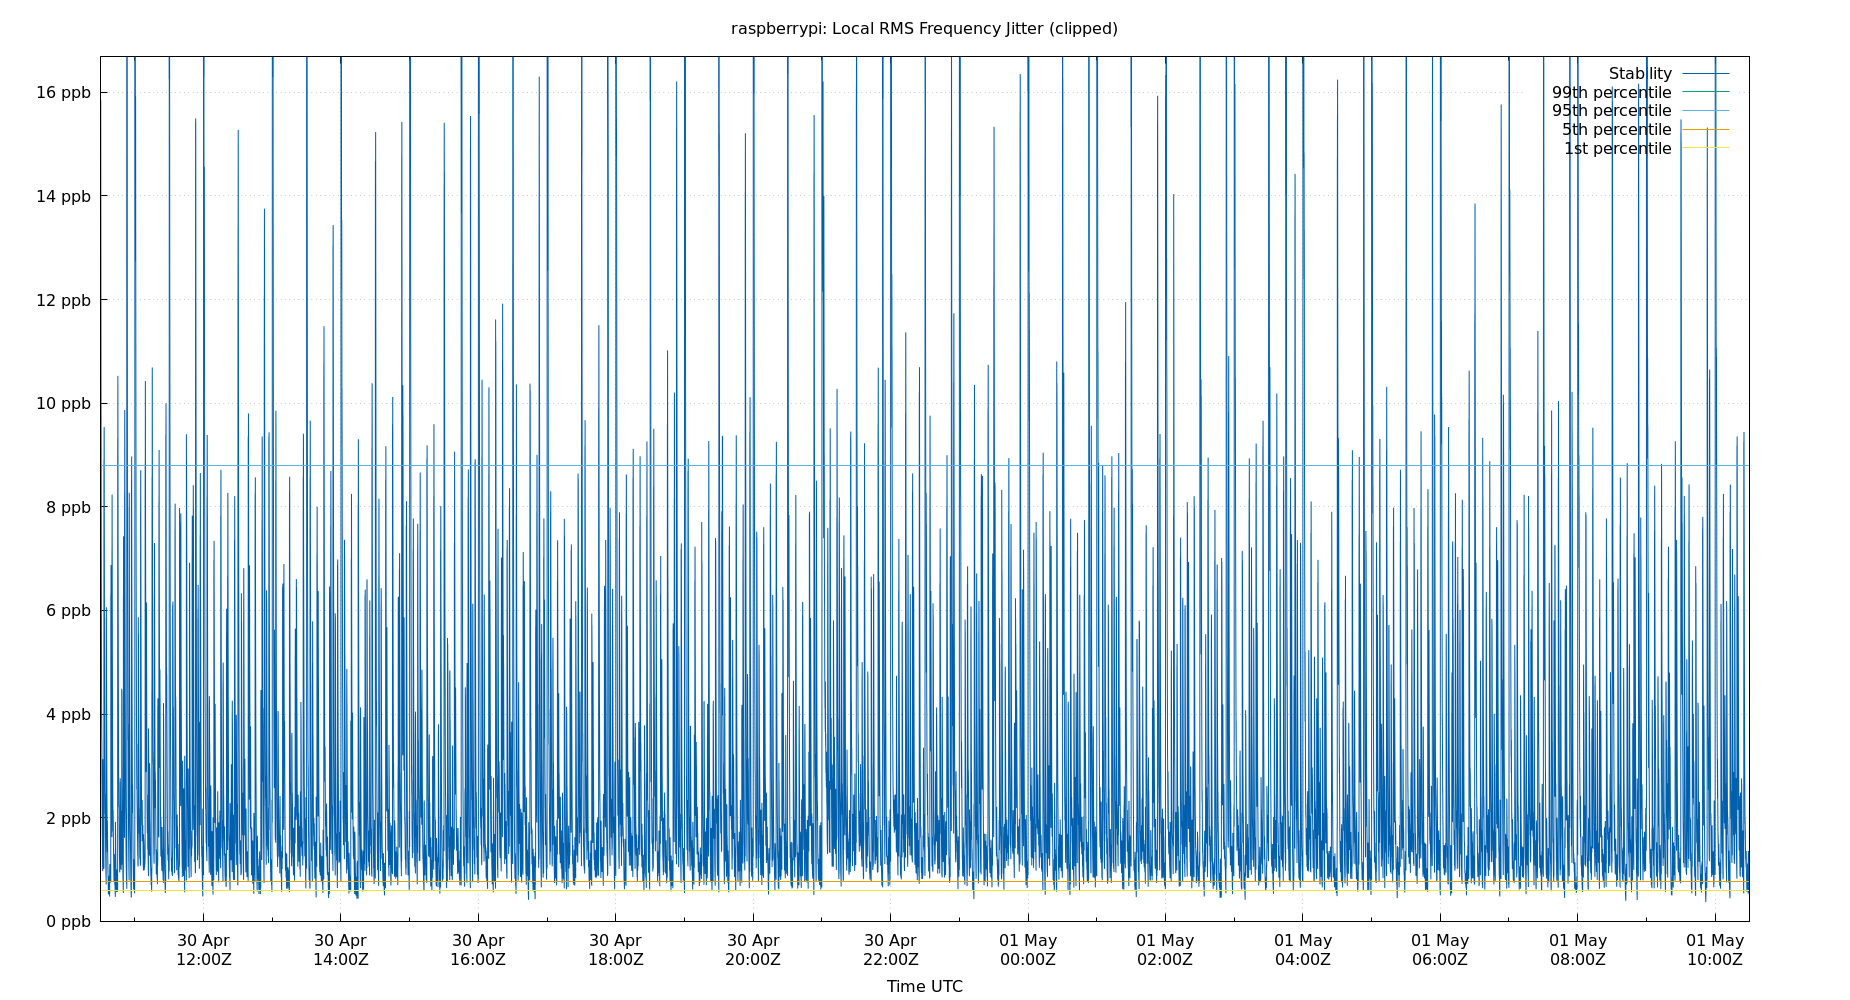 raspberrypi: Local RMS Frequency Jitter (clipped)
Stability
99th percentile
95th percentile
5th percentile
1st percentile
16 ppb
14 ppb
12 ppb
10 ppb
8 ppb
6 ppb
4 ppb
2 ppb
0 ppb
30 Apr 30 Apr 30 Apr 30 Apr 30 Apr 30 Apr 01 May 01 May 01 May 01 May 01 May 01 May
12:00Z 14:00Z 16:00Z 18:00Z 20:00Z 22:00Z 00:00Z 02:00Z 04:00Z 06:00Z 08:00Z 10:00Z
Time UTC